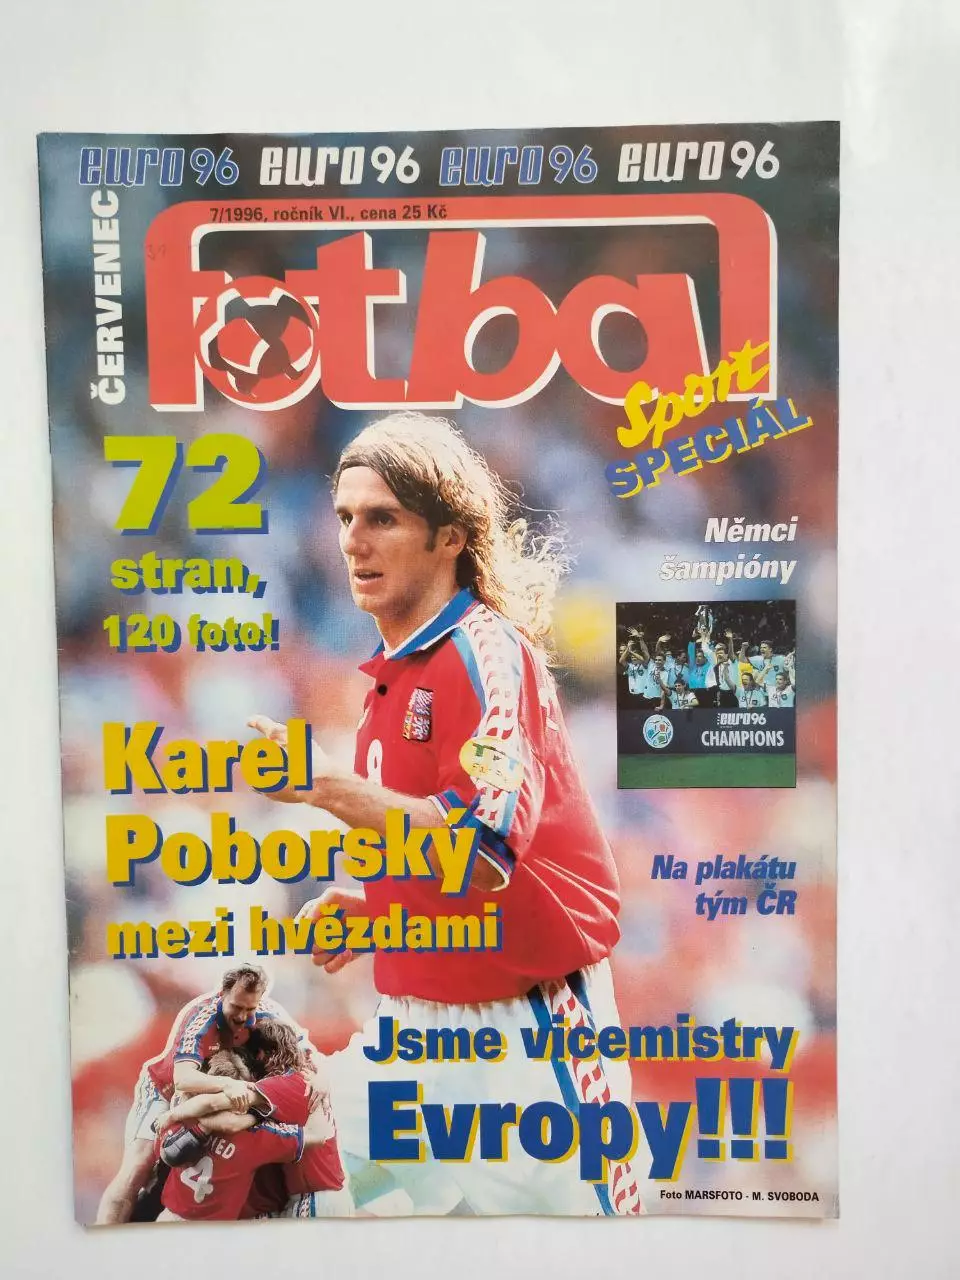 euro96 euro96 euro96 euro96
ČERVENEC
7/1996, ročník VI., cena 25 Kč
fotbal
Sport
SPECIÁL
72
stran,
120 foto!
Němci
šampióny
euro96
CHAMPIONS
Karel
Poborský
mezi hvězdami
Na plakátu
tým ČR
Jsme vicemistry
Evropy!!!
4
Foto MARSFOTO - M. SVOBODA